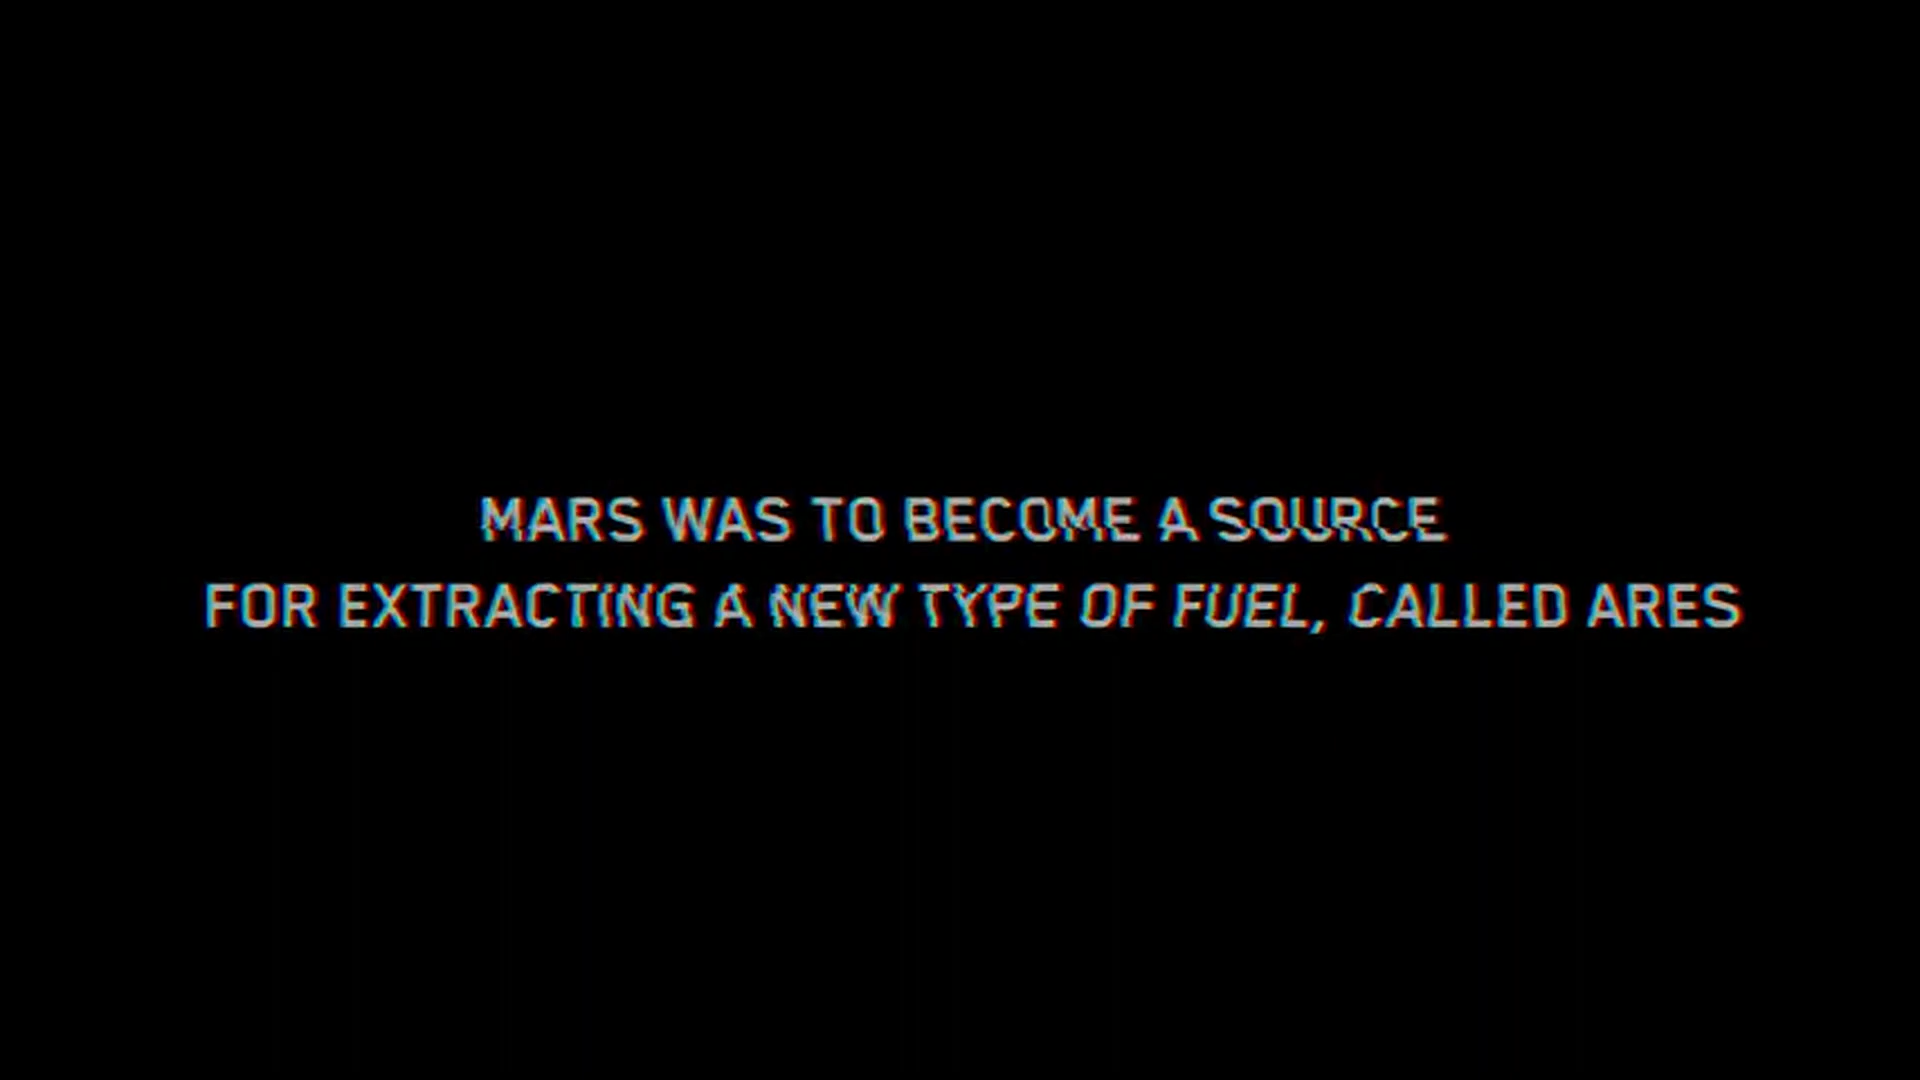 MARS WAS TO BECOME A SOURCE
FOR EXTRACTING A NEW TYPE OF FUEL, CALLED ARES